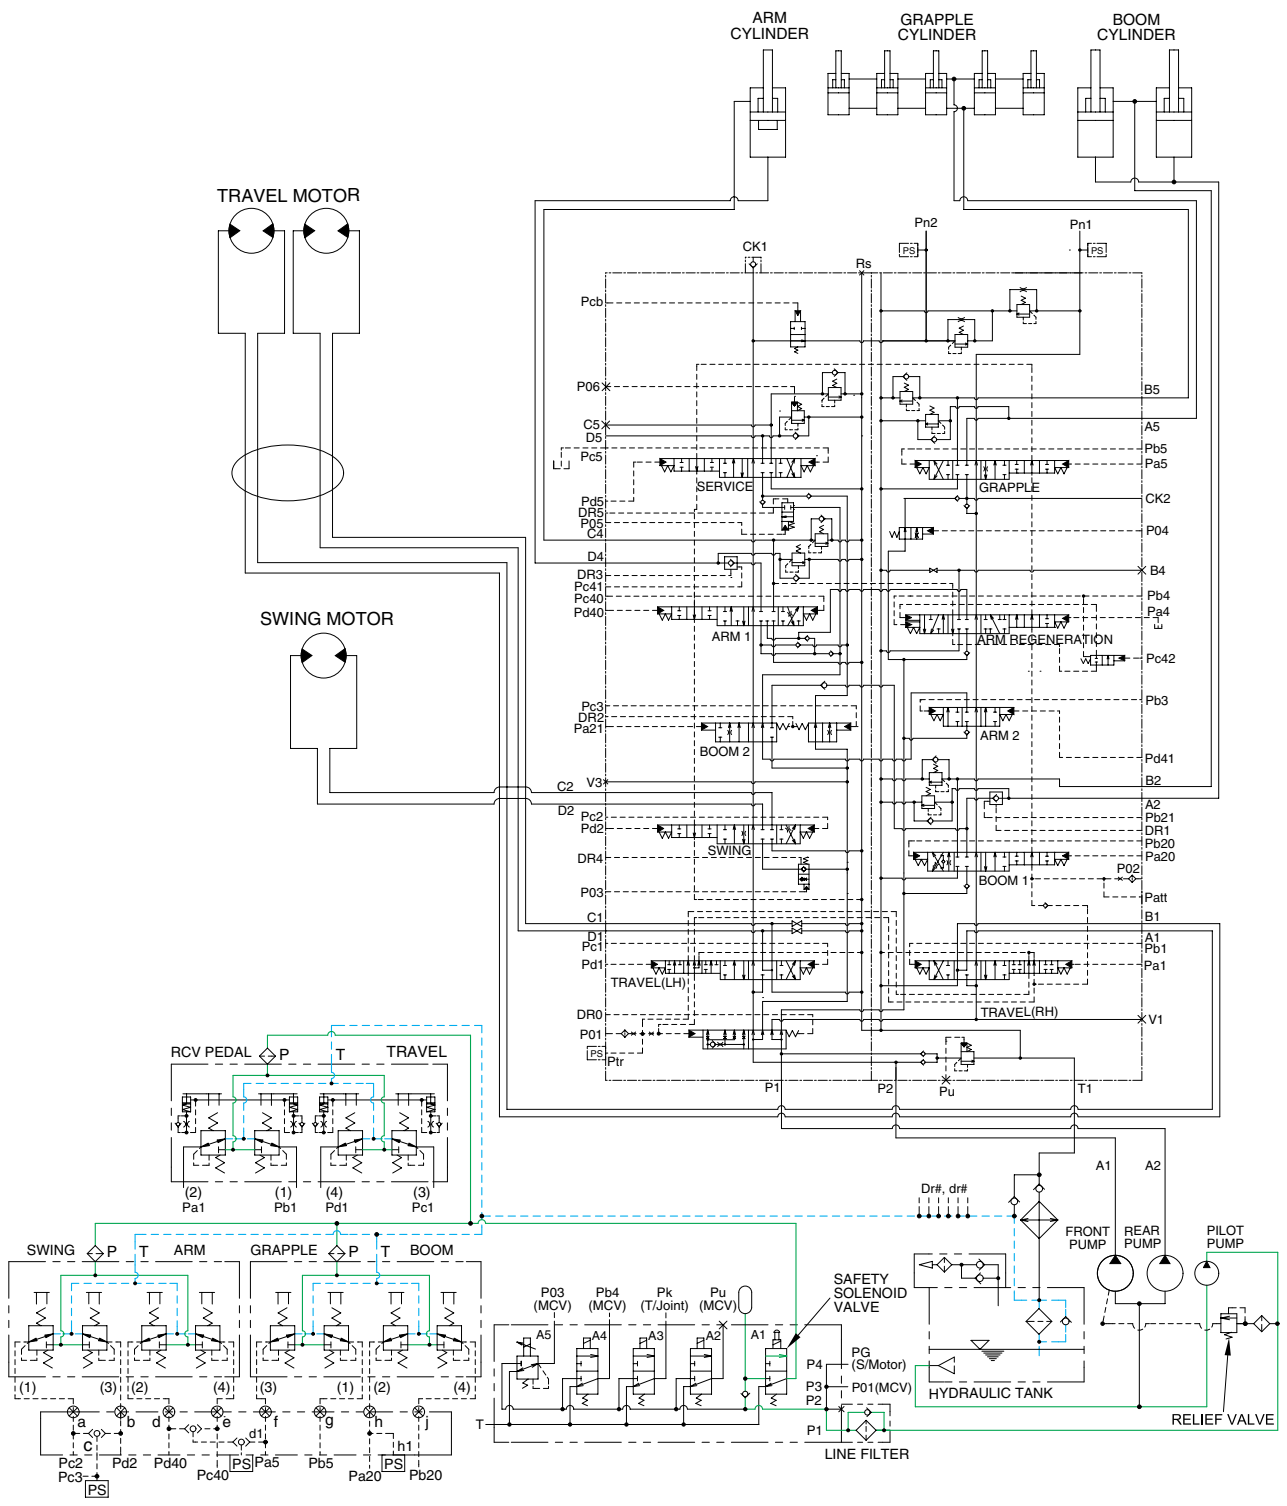 ARM
CYLINDER
GRAPPLE
CYLINDER
BOOM
CYLINDER
TRAVEL MOTOR
Pn2
Pn1
PS
PS
CK1
Rs
Pcb
P06
C5
D5
Pc5
SERVICE
Pd5
DR5
P05
C4
D4
DR3
Pc41
Pc40
Pd40
ARM 1
B5
A5
Pb5
Pa5
GRAPPLE
CK2
P04
B4
Pb4
Pa4
ARM REGENERATION
Pc42
SWING MOTOR
Pc3
DR2
Pa21
BOOM 2
Pb3
ARM 2
Pd41
V3
C2
D2
Pc2
Pd2
SWING
DR4
P03
B2
A2
Pb21
DR1
Pb20
Pa20
BOOM 1
P02
Patt
C1
D1
Pc1
Pd1
TRAVEL(LH)
B1
A1
Pb1
Pa1
TRAVEL(RH)
DR0
P01
PS
Ptr
V1
P1
P2
Pu
T1
RCV PEDAL
P
T
TRAVEL
(2)
(1)
(4)
(3)
Pa1
Pb1
Pd1
Pc1
A1
A2
Dr#, dr#
FRONT
PUMP
REAR
PUMP
PILOT
PUMP
SWING
P
T
ARM
GRAPPLE
P
T
BOOM
(1)
(3)
(2)
(4)
(3)
(1)
(2)
(4)
a
b
d
e
f
g
h
j
c
d1
h1
Pc2
Pd2
Pd40
Pc40
PS
Pa5
Pb5
Pa20
PS
Pb20
Pc3
PS
P03
(MCV)
Pb4
(MCV)
Pk
(T/Joint)
Pu
(MCV)
SAFETY
SOLENOID
VALVE
A5
A4
A3
A2
A1
P4
PG
(S/Motor)
P3
P01(MCV)
P2
T
P1
LINE FILTER
HYDRAULIC TANK
RELIEF VALVE